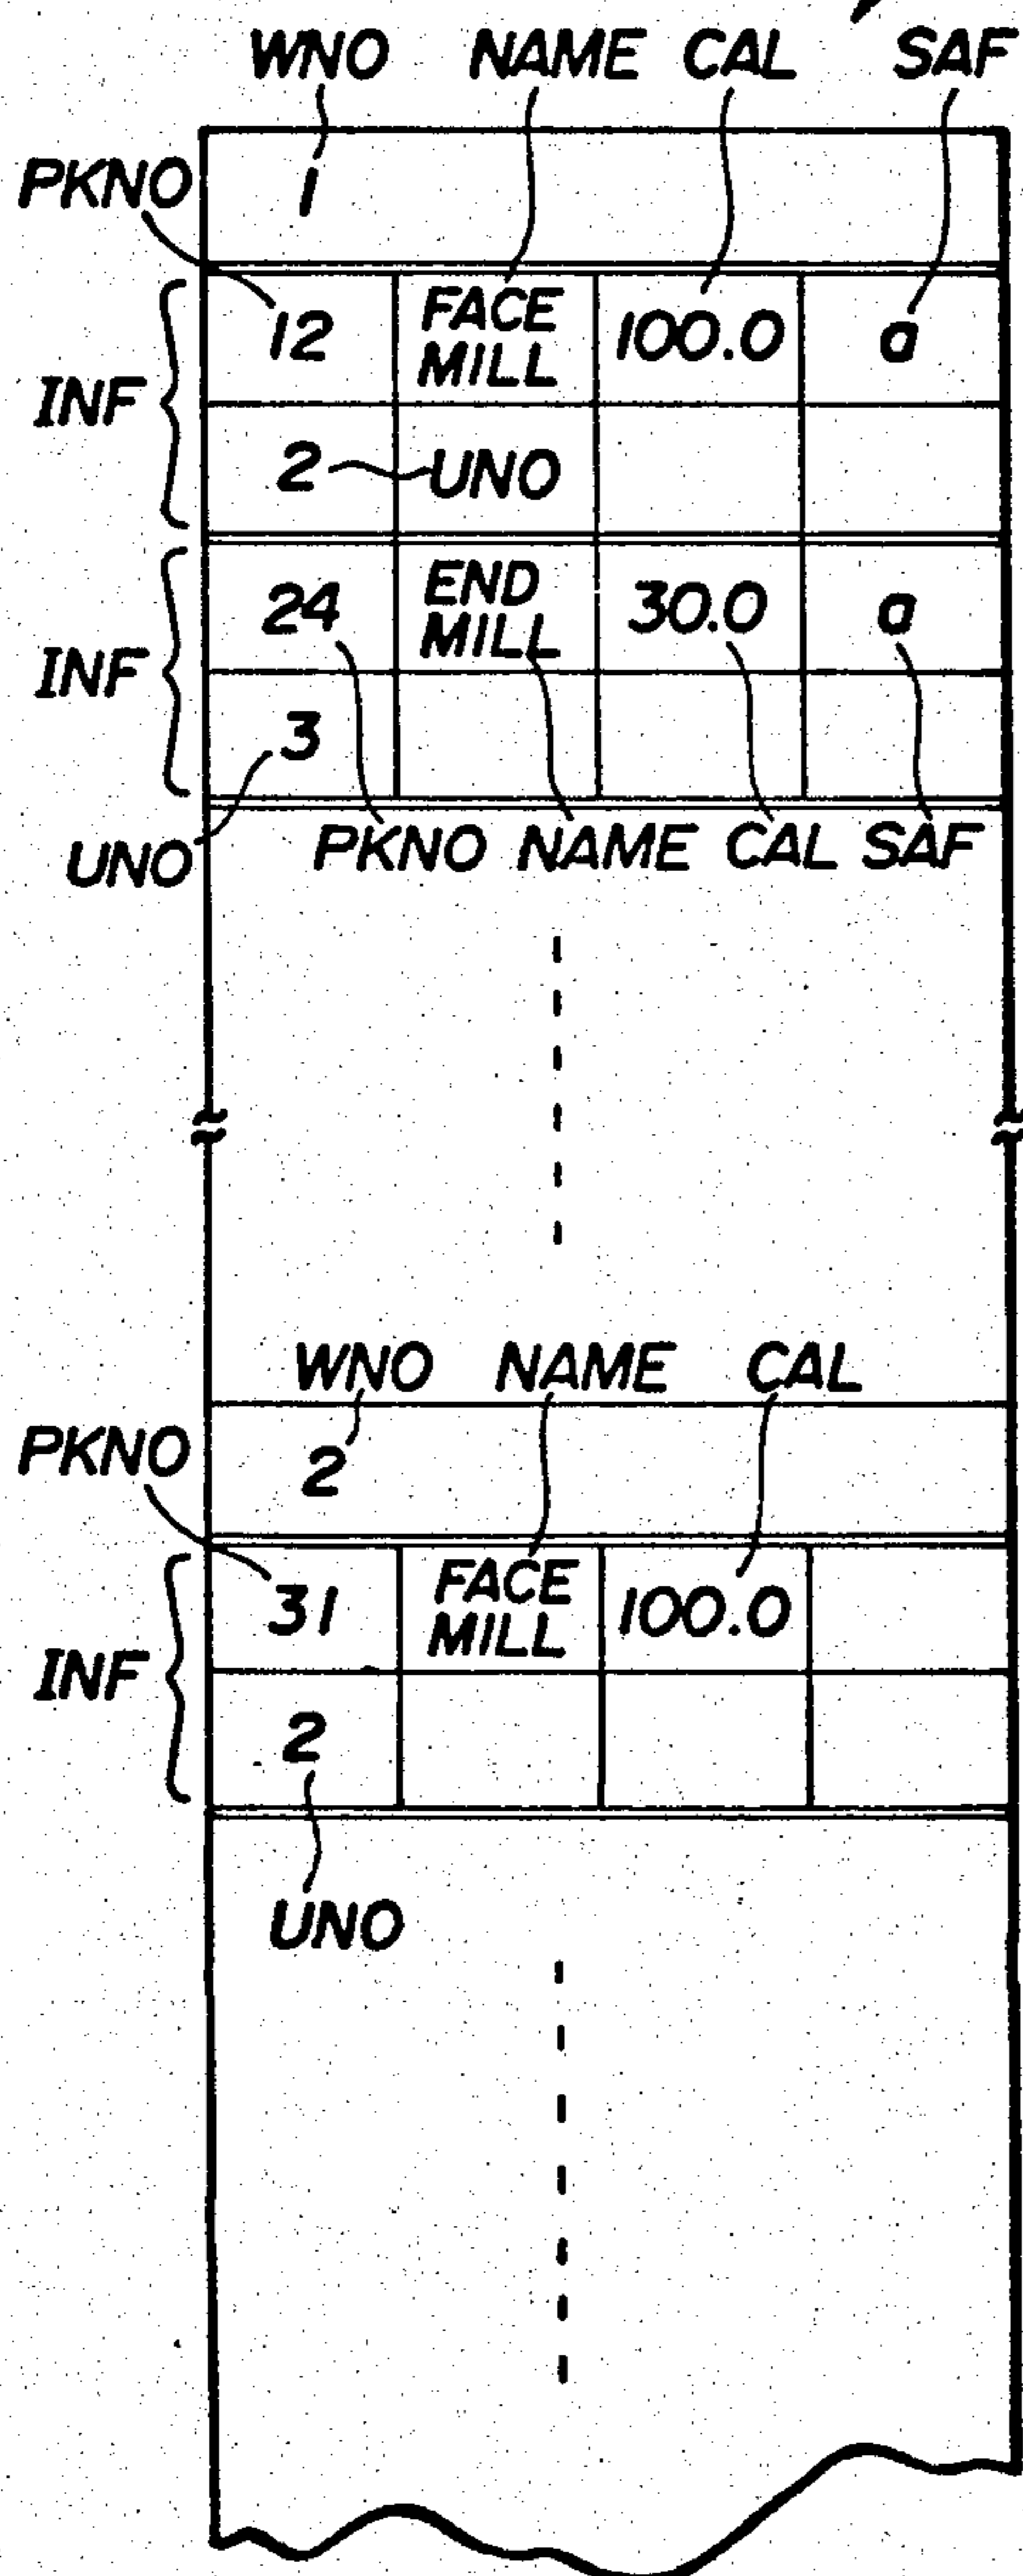 WNO NAME CAL SAF
PKNO 1
INF 12 FACE MILL 100.0 a
2 UNO
INF 24 END MILL 30.0 a
3
UNO PKNO NAME CAL SAF
WNO NAME CAL
PKNO 2
INF 31 FACE MILL 100.0
2
UNO